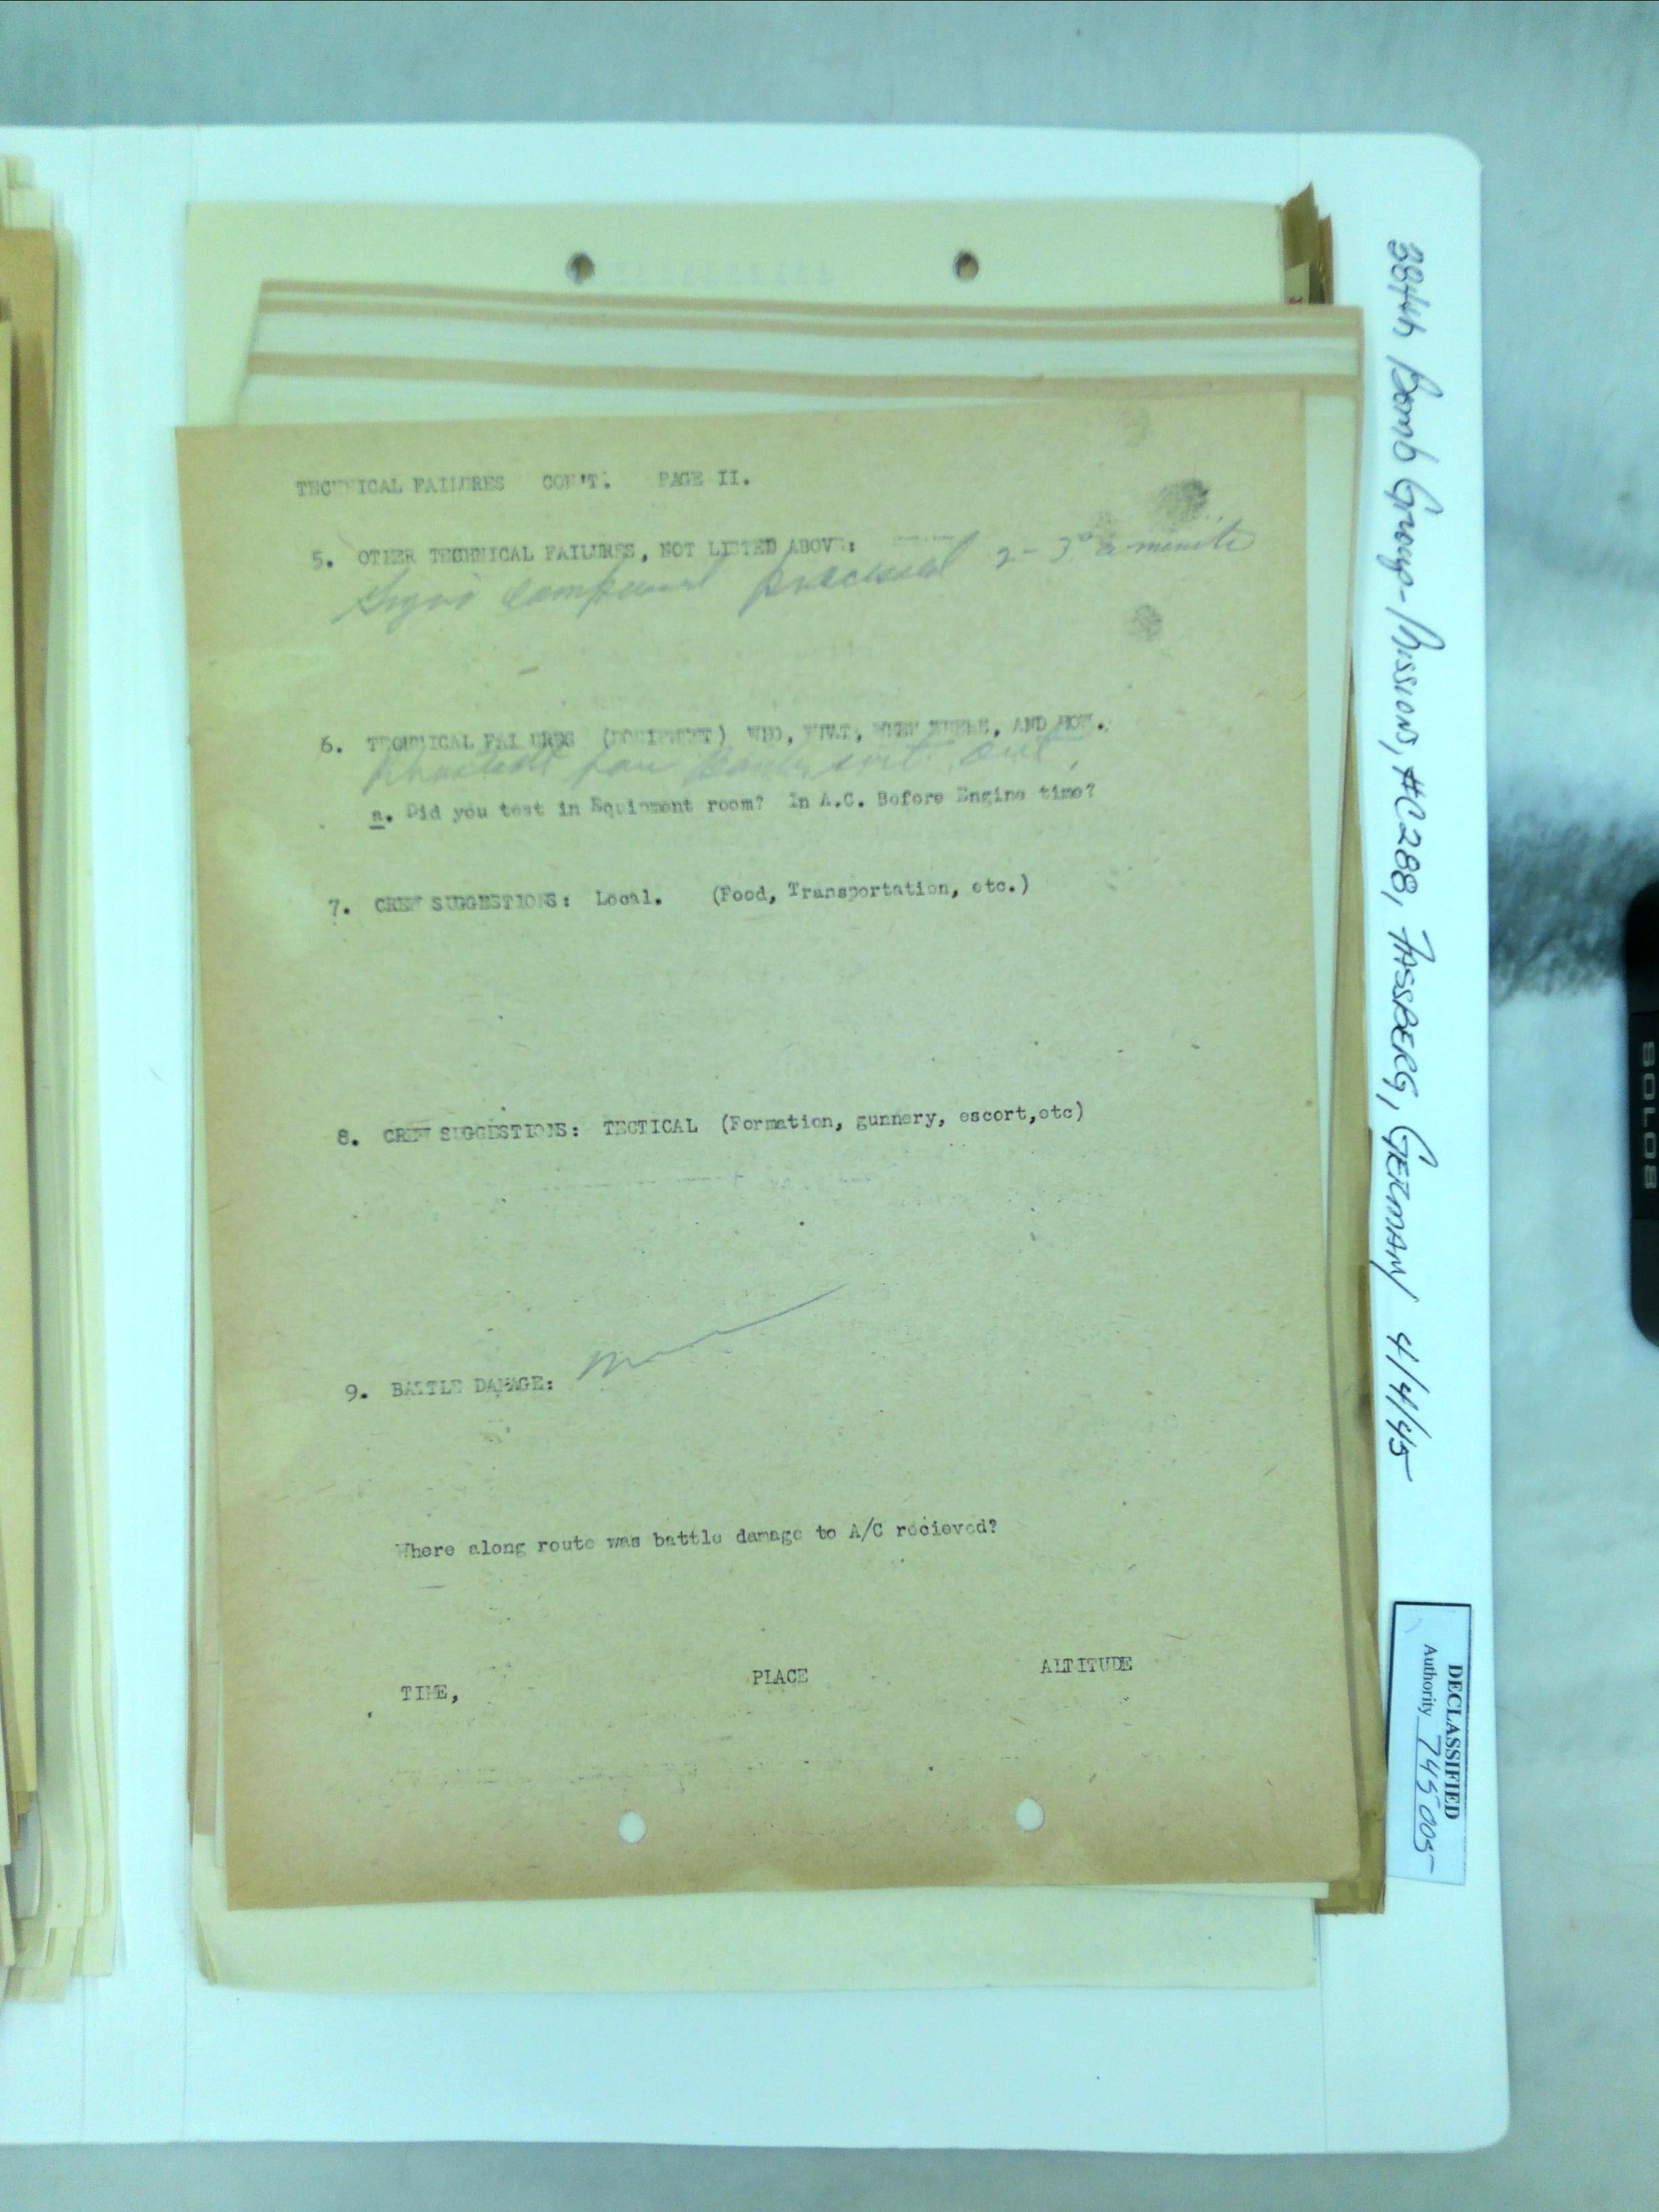 TECHNICAL FAILURES CON'T. PAGE II.
5. OTHER TECHNICAL FAILURES, NOT LISTED ABOVE:
2-3° a minute
6. TECHNICAL FAILURES (EQUIPMENT) WHO, WHAT, WHEN WHERE, AND HOW.
out
a. Did you test in Equipment room? In A.C. Before Engine time?
7. CREW SUGGESTIONS: Local. (Food, Transportation, etc.)
8. CREW SUGGESTIONS: TECTICAL (Formation, gunnery, escort,etc)
9. BATTLE DAMAGE:
Where along route was battle damage to A/C recieved?
TIME, PLACE ALTITUDE
384th Bomb Group-Missions, #C288, FASSBERG, GERMANY 4/4/45
DECLASSIFIED
Authority 745005
SOLO8